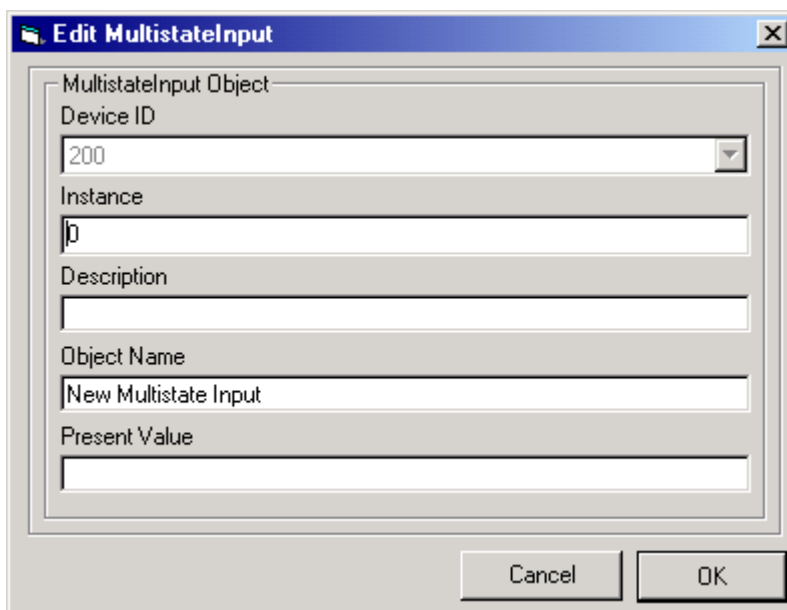 Edit MultistateInput
MultistateInput Object
Device ID
200
Instance
0
Description
Object Name
New Multistate Input
Present Value
Cancel OK